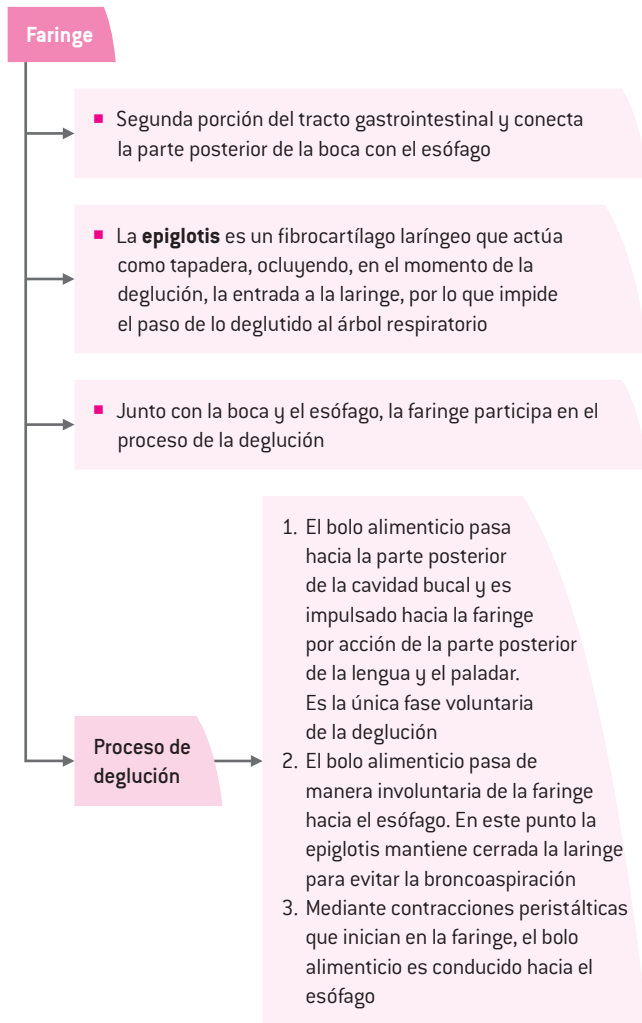 Faringe
▪ Segunda porción del tracto gastrointestinal y conecta
la parte posterior de la boca con el esófago
▪ La epiglotis es un fibrocartílago laríngeo que actúa
como tapadera, ocluyendo, en el momento de la
deglución, la entrada a la laringe, por lo que impide
el paso de lo deglutido al árbol respiratorio
▪ Junto con la boca y el esófago, la faringe participa en el
proceso de la deglución
Proceso de
deglución
1. El bolo alimenticio pasa
hacia la parte posterior
de la cavidad bucal y es
impulsado hacia la faringe
por acción de la parte posterior
de la lengua y el paladar.
Es la única fase voluntaria
de la deglución
2. El bolo alimenticio pasa de
manera involuntaria de la faringe
hacia el esófago. En este punto la
epiglotis mantiene cerrada la laringe
para evitar la broncoaspiración
3. Mediante contracciones peristálticas
que inician en la faringe, el bolo
alimenticio es conducido hacia el
esófago